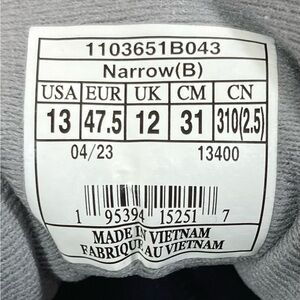 1103651B043
Narrow(B)
USA EUR UK CM CN
13 47.5 12 31 310(2.5)
04/23 13400
1 95394 15251 7
MADE IN VIETNAM
FABRIQUE AU VIETNAM